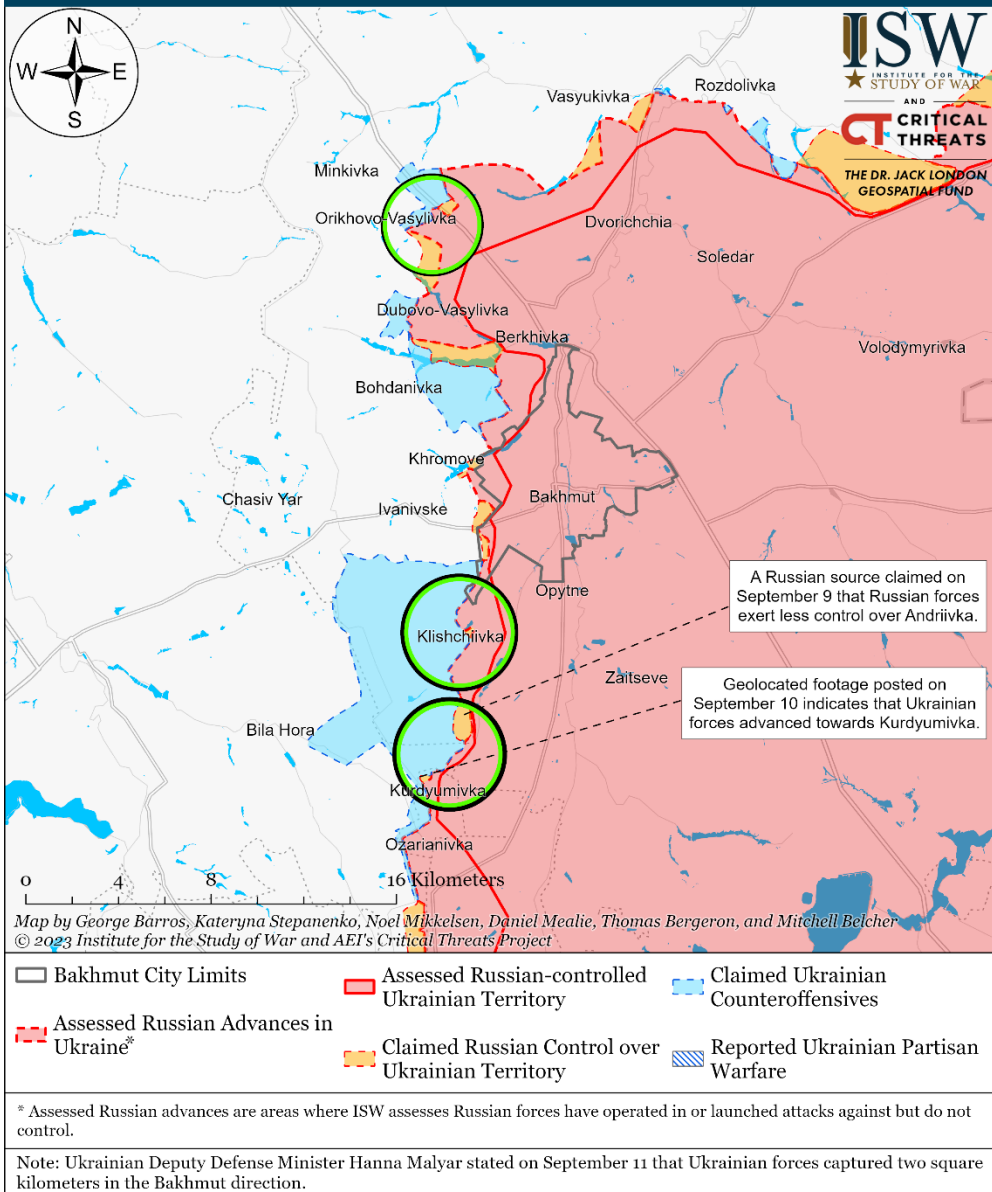 N
W E
S
ISW
INSTITUTE FOR THE
STUDY OF WAR
AND
CT CRITICAL
THREATS
THE DR. JACK LONDON
GEOSPATIAL FUND
Vasyukivka
Rozdolivka
Minkivka
Orikhovo-Vasylivka
Dvorichchia
Soledar
Dubovo-Vasylivka
Berkhivka
Volodymyrivka
Bohdanivka
Khromove
Chasiv Yar
Ivanivske
Bakhmut
Opytne
A Russian source claimed on
September 9 that Russian forces
exert less control over Andriivka.
Klishchiivka
Zaitseve
Geolocated footage posted on
September 10 indicates that Ukrainian
forces advanced towards Kurdyumivka.
Bila Hora
Kurdyumivka
Ozarianivka
0 4 8 16 Kilometers
Map by George Barros, Kateryna Stepanenko, Noel Mikkelsen, Daniel Mealie, Thomas Bergeron, and Mitchell Belcher
© 2023 Institute for the Study of War and AEI's Critical Threats Project
Bakhmut City Limits
Assessed Russian Advances in
Ukraine*
Assessed Russian-controlled
Ukrainian Territory
Claimed Russian Control over
Ukrainian Territory
Claimed Ukrainian
Counteroffensives
Reported Ukrainian Partisan
Warfare
* Assessed Russian advances are areas where ISW assesses Russian forces have operated in or launched attacks against but do not
control.
Note: Ukrainian Deputy Defense Minister Hanna Malyar stated on September 11 that Ukrainian forces captured two square
kilometers in the Bakhmut direction.